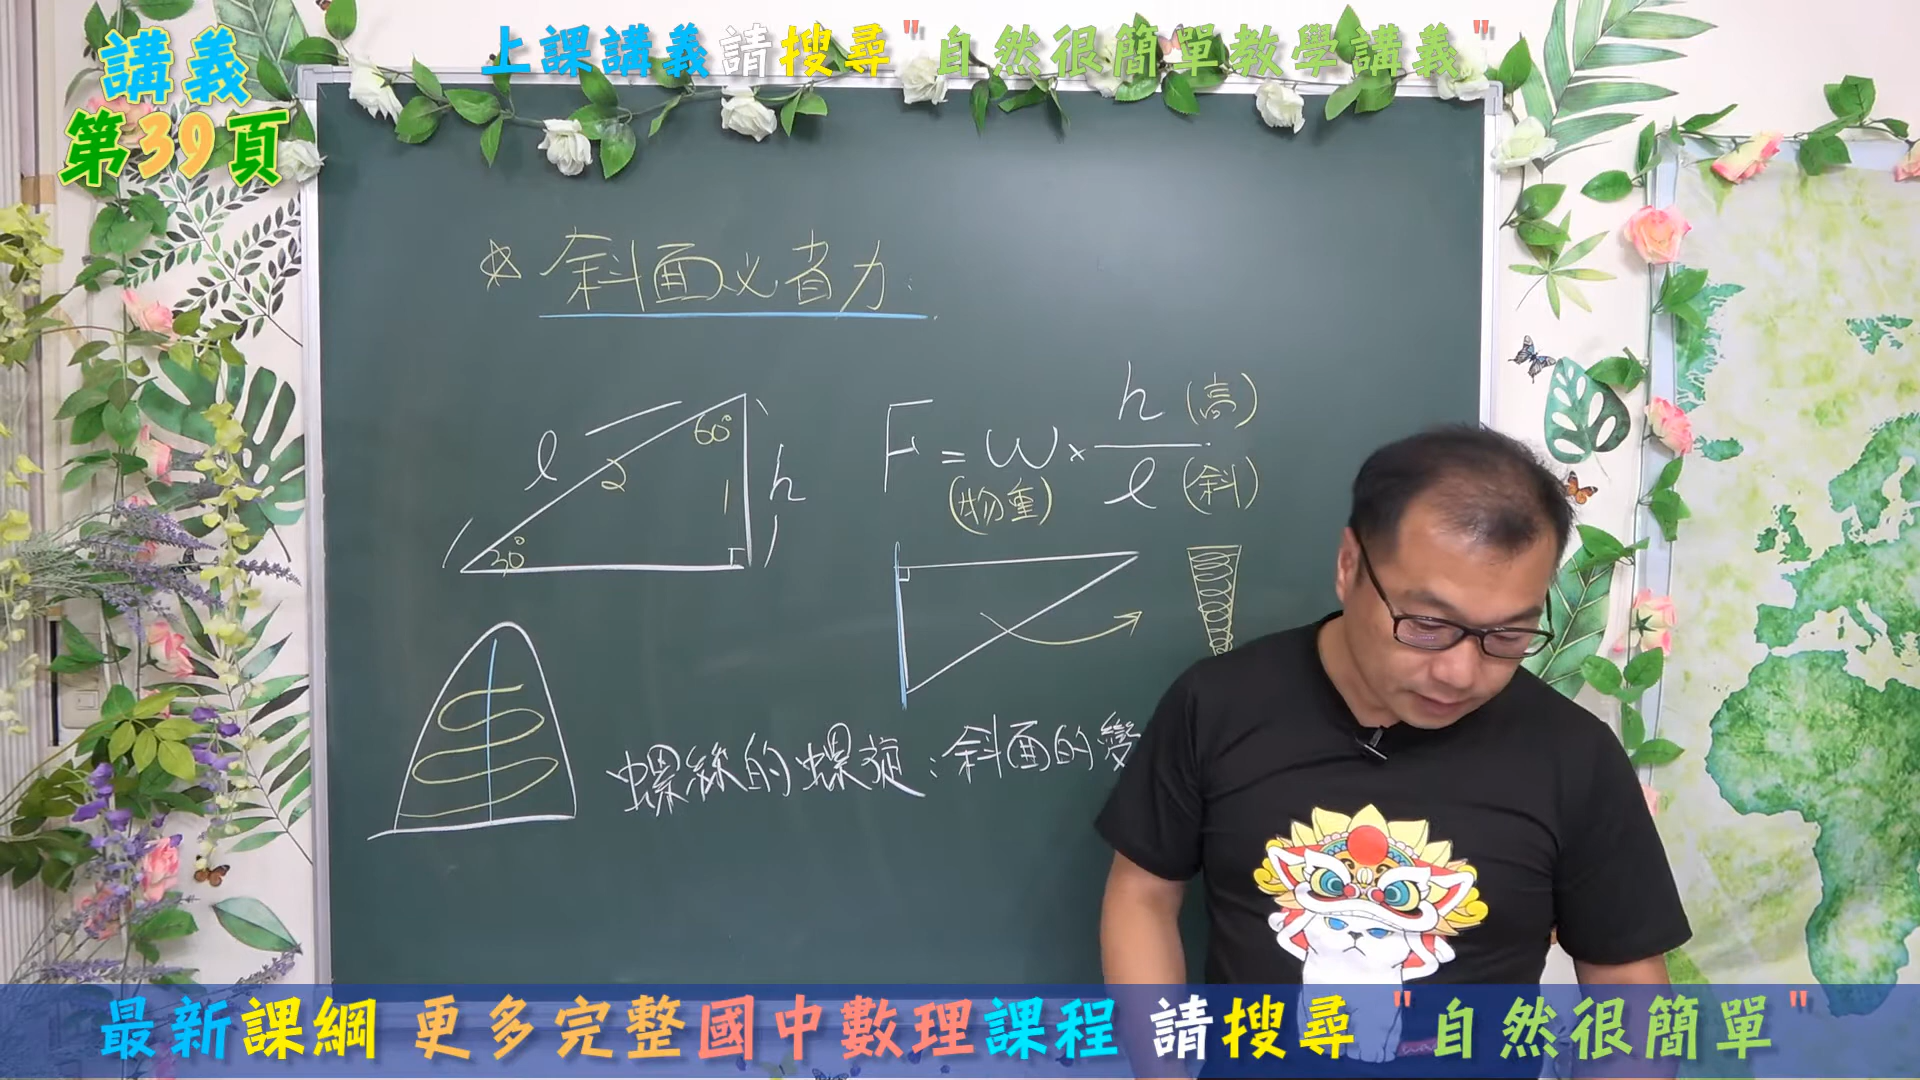 上課講義請搜尋"自然很簡單教學講義"
講義
第39頁
☆斜面必省力.
F = W × h (高) / l (斜)
(物重)
l
2
60°
1
h
30°
螺絲的螺旋:斜面的變
最新課綱 更多完整國中數理課程 請搜尋 "自然很簡單"